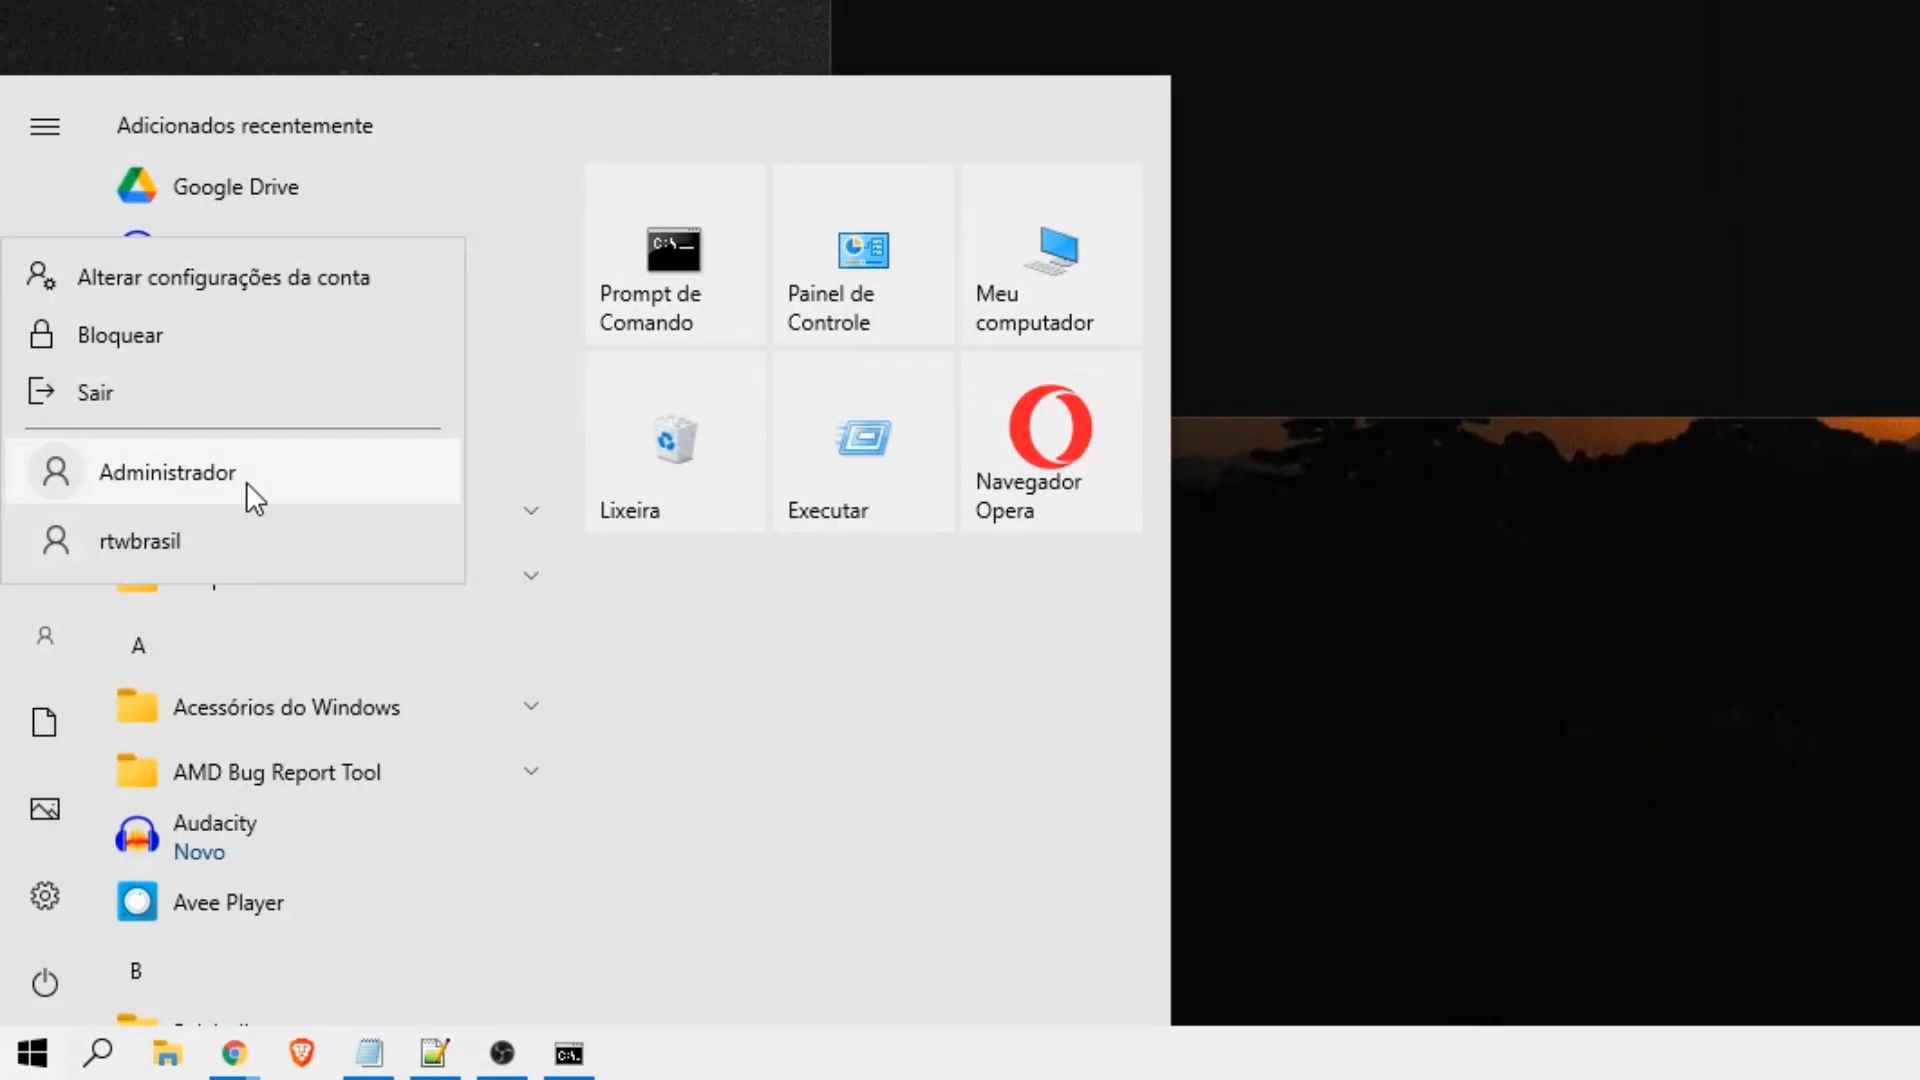 Adicionados recentemente
Google Drive
Alterar configurações da conta
Bloquear
Sair
Administrador
rtwbrasil
A
Acessórios do Windows
AMD Bug Report Tool
Audacity
Novo
Avee Player
B
Prompt de
Comando
Painel de
Controle
Meu
computador
Lixeira
Executar
Navegador
Opera